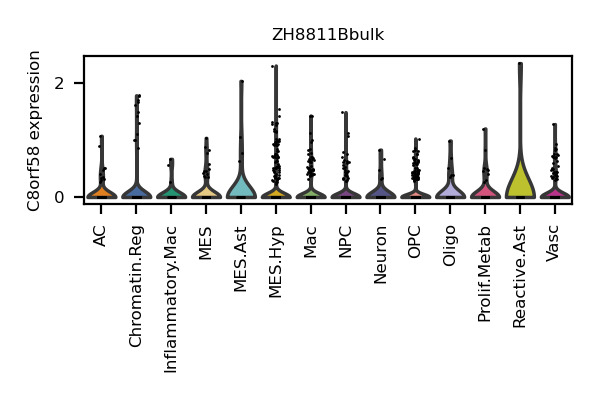 ZH8811Bbulk
C8orf58 expression
2
0
AC
Chromatin.Reg
Inflammatory.Mac
MES
MES.Ast
MES.Hyp
Mac
NPC
Neuron
OPC
Oligo
Prolif.Metab
Reactive.Ast
Vasc